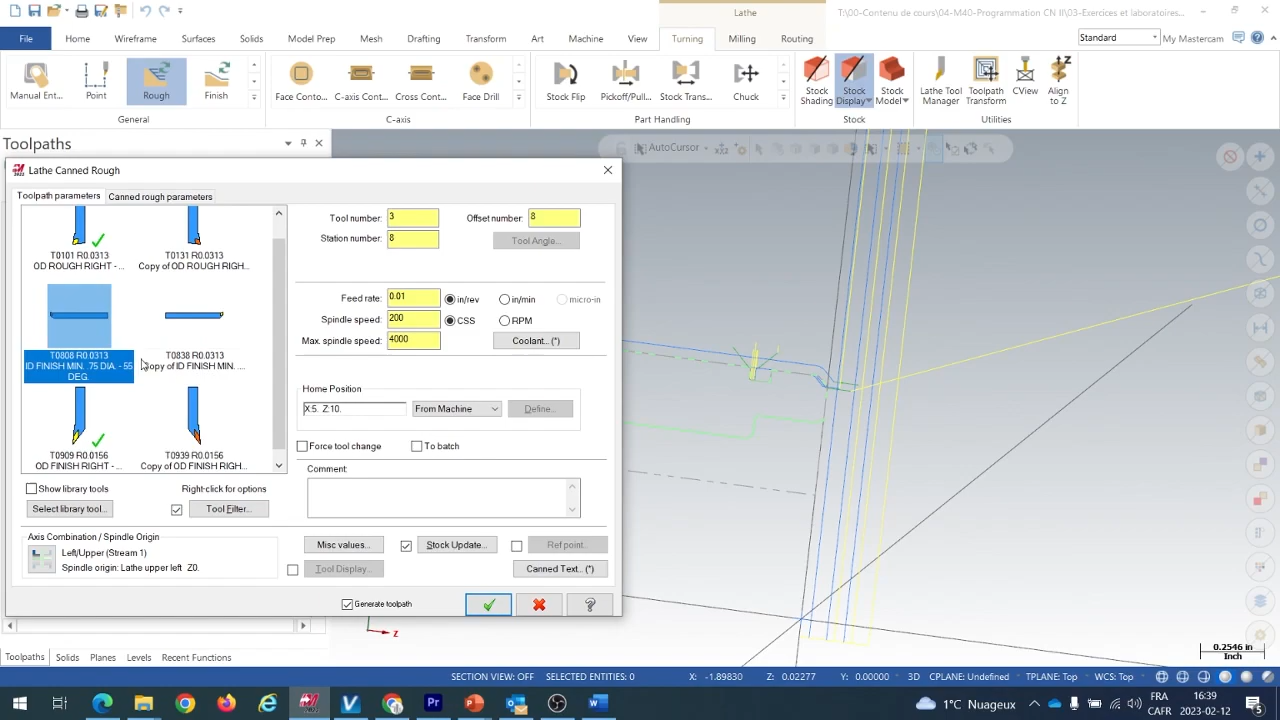 Lathe
T:\00-Contenu de cours\04-M40-Programmation CN II\03-Exercices et laboratoires...
File
Home
Wireframe
Surfaces
Solids
Model Prep
Mesh
Drafting
Transform
Art
Machine
View
Turning
Milling
Routing
Standard
My Mastercam
Manual Ent...
Point
Rough
Finish
Face Conto...
C-axis Cont...
Cross Cont...
Face Drill
Stock Flip
Pickoff/Pull...
Stock Trans...
Chuck
Stock Shading
Stock Display
Stock Model
Lathe Tool Manager
Toolpath Transform
CView
Align to Z
General
C-axis
Part Handling
Stock
Utilities
Toolpaths
AutoCursor
Lathe Canned Rough
Toolpath parameters
Canned rough parameters
T0101 R0.0313
OD ROUGH RIGHT - ...
T0131 R0.0313
Copy of OD ROUGH RIGH...
T0808 R0.0313
ID FINISH MIN. .75 DIA. - 55 DEG.
T0838 R0.0313
Copy of ID FINISH MIN. ...
T0909 R0.0156
OD FINISH RIGHT - ...
T0939 R0.0156
Copy of OD FINISH RIGH...
Show library tools
Right-click for options
Select library tool...
Tool Filter...
Axis Combination / Spindle Origin
Left/Upper (Stream 1)
Spindle origin: Lathe upper left Z0.
Tool number: 3
Offset number: 8
Station number: 8
Tool Angle...
Feed rate: 0.01
in/rev
in/min
micro-in
Spindle speed: 200
CSS
RPM
Max. spindle speed: 4000
Coolant... (*)
Home Position
X:5. Z:10.
From Machine
Define...
Force tool change
To batch
Comment:
Misc values...
Stock Update...
Ref point...
Tool Display...
Canned Text... (*)
Generate toolpath
Z
0.2546 in
Inch
Toolpaths
Solids
Planes
Levels
Recent Functions
SECTION VIEW: OFF
SELECTED ENTITIES: 0
X: -1.89830
Z: 0.02277
Y: 0.00000
3D
CPLANE: Undefined
TPLANE: Top
WCS: Top
1°C Nuageux
FRA
CAFR
16:39
2023-02-12
5